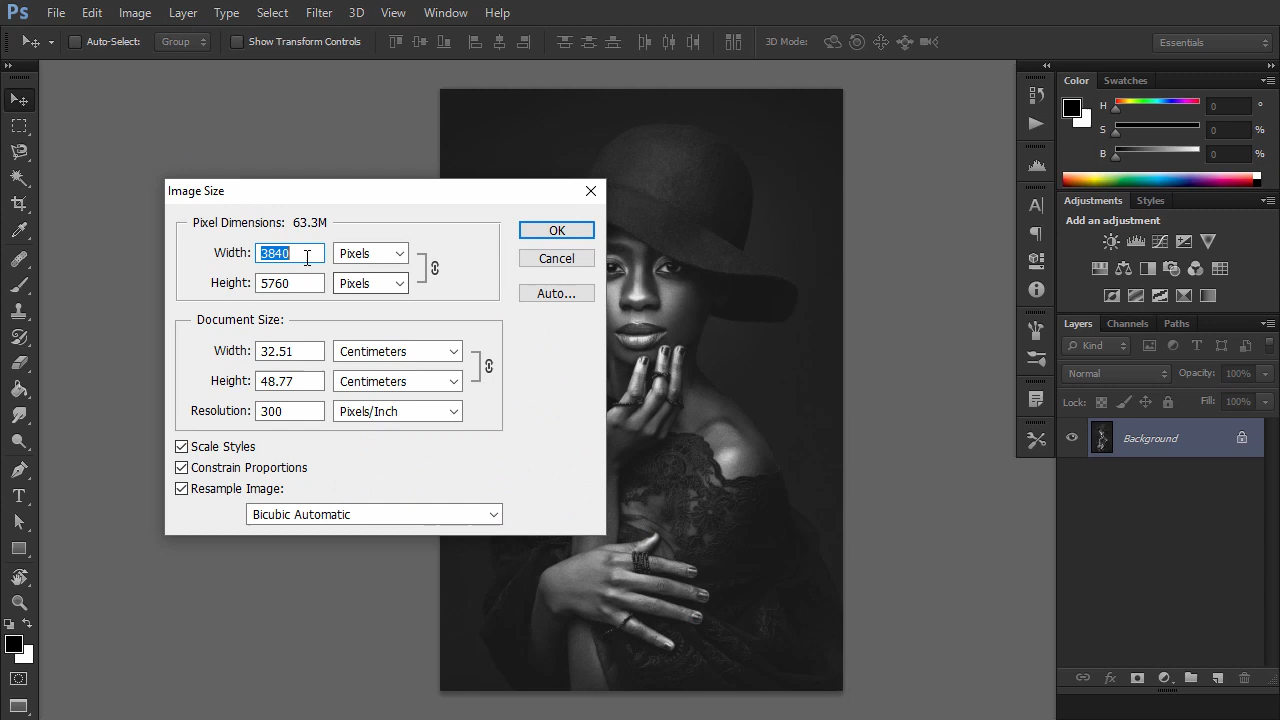 Ps File Edit Image Layer Type Select Filter 3D View Window Help
Auto-Select: Group Show Transform Controls 3D Mode: Essentials
Color Swatches
H 0 °
S 0 %
B 0 %
Adjustments Styles
Add an adjustment
Layers Channels Paths
Kind
Normal Opacity: 100%
Lock: Fill: 100%
Background
Image Size
Pixel Dimensions: 63.3M
Width: 3840 Pixels
Height: 5760 Pixels
OK
Cancel
Auto...
Document Size:
Width: 32.51 Centimeters
Height: 48.77 Centimeters
Resolution: 300 Pixels/Inch
Scale Styles
Constrain Proportions
Resample Image:
Bicubic Automatic